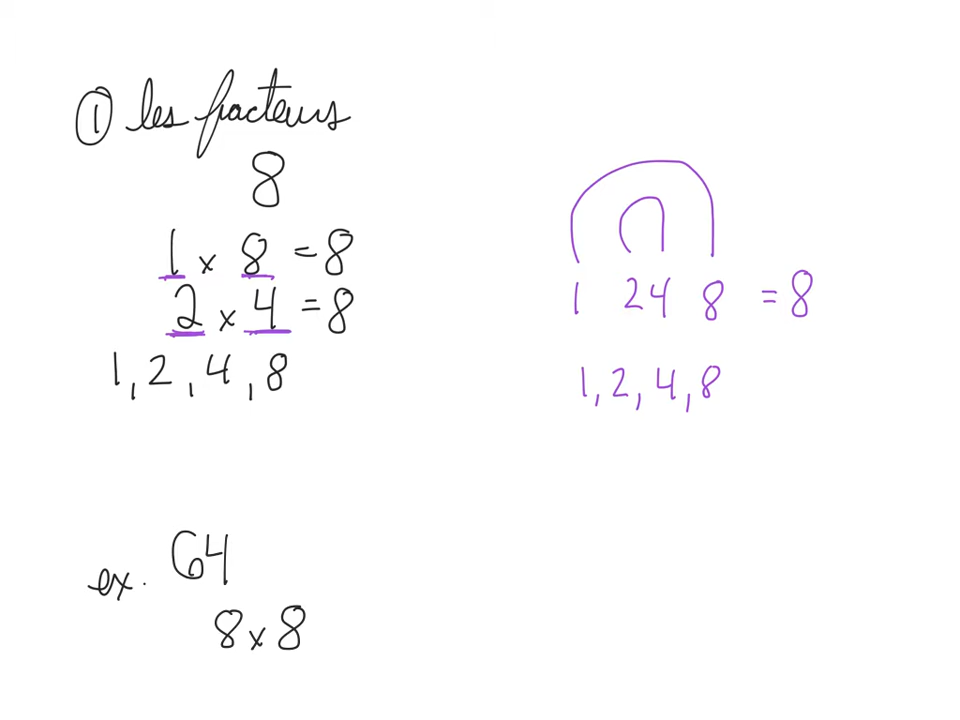 ① les facteurs
8
1 x 8 = 8
2 x 4 = 8
1, 2, 4, 8
1 2 4 8 = 8
1, 2, 4, 8
ex. 64
8 x 8